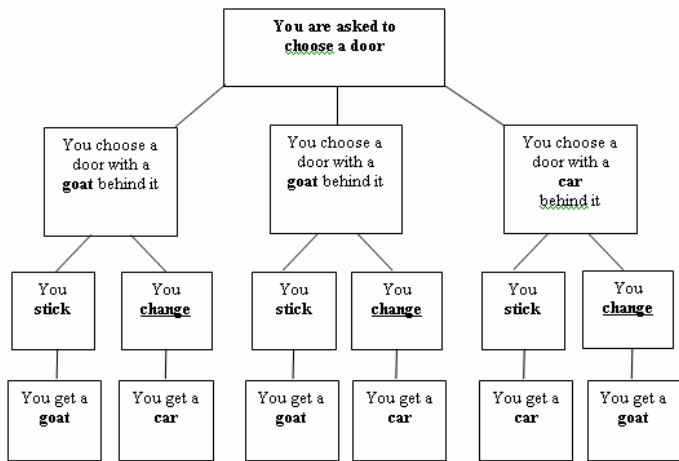 You are asked to
choose a door
You choose a
door with a
goat behind it
You choose a
door with a
goat behind it
You choose a
door with a
car
behind it
You
stick
You
change
You
stick
You
change
You
stick
You
change
You get a
goat
You get a
car
You get a
goat
You get a
car
You get a
car
You get a
goat